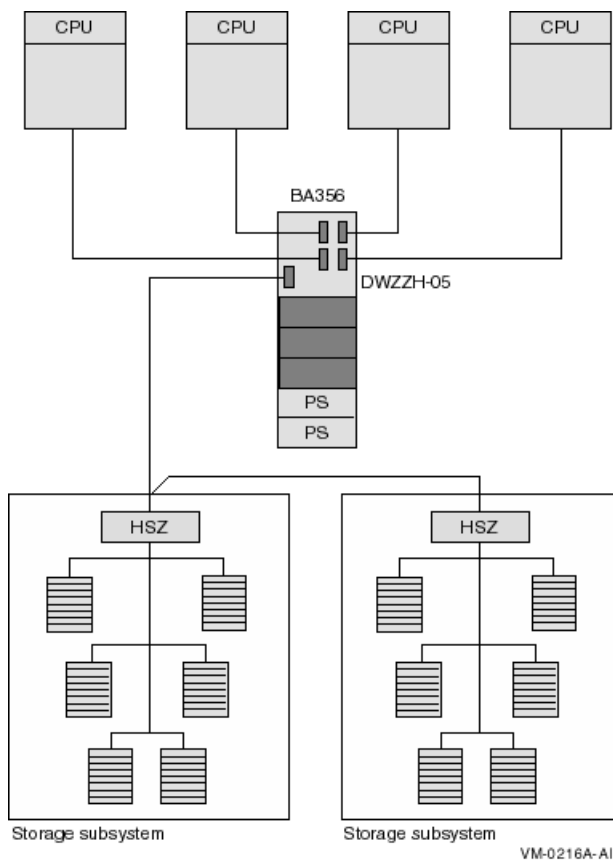 CPU
CPU
CPU
CPU
BA356
DWZZH-05
PS
PS
HSZ
HSZ
Storage subsystem
Storage subsystem
VM-0216A-AI